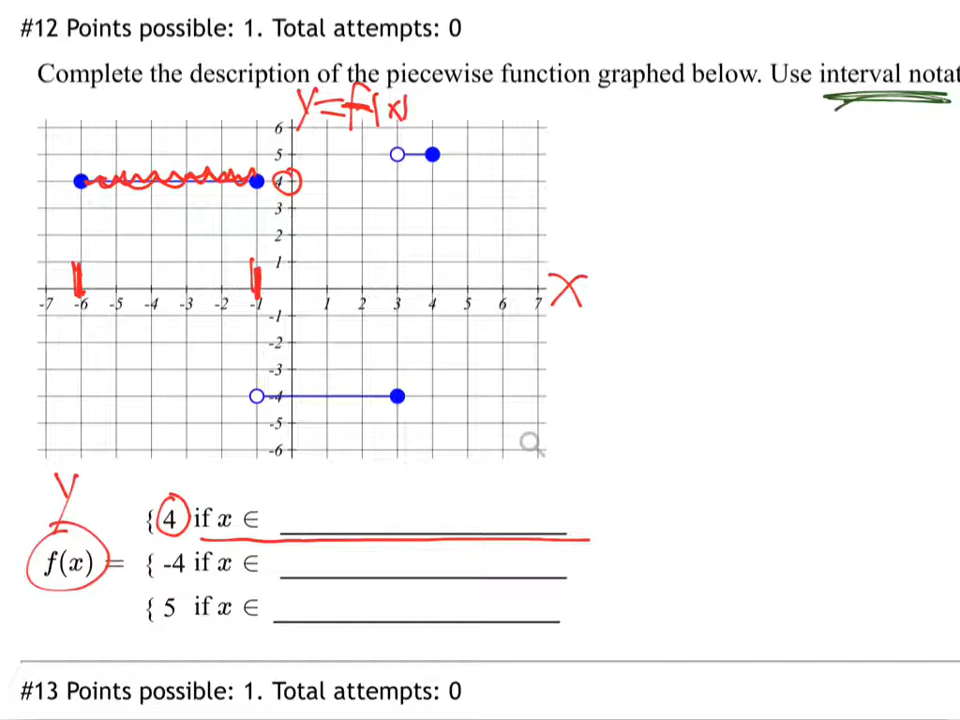 #12 Points possible: 1. Total attempts: 0
Complete the description of the piecewise function graphed below. Use interval notat
y=f(x)
6
5
4
3
2
1
-7 -6 -5 -4 -3 -2 -1 1 2 3 4 5 6 7 X
-1
-2
-3
-4
-5
-6
y
{ 4 if x ∈
f(x) = { -4 if x ∈
{ 5 if x ∈
#13 Points possible: 1. Total attempts: 0